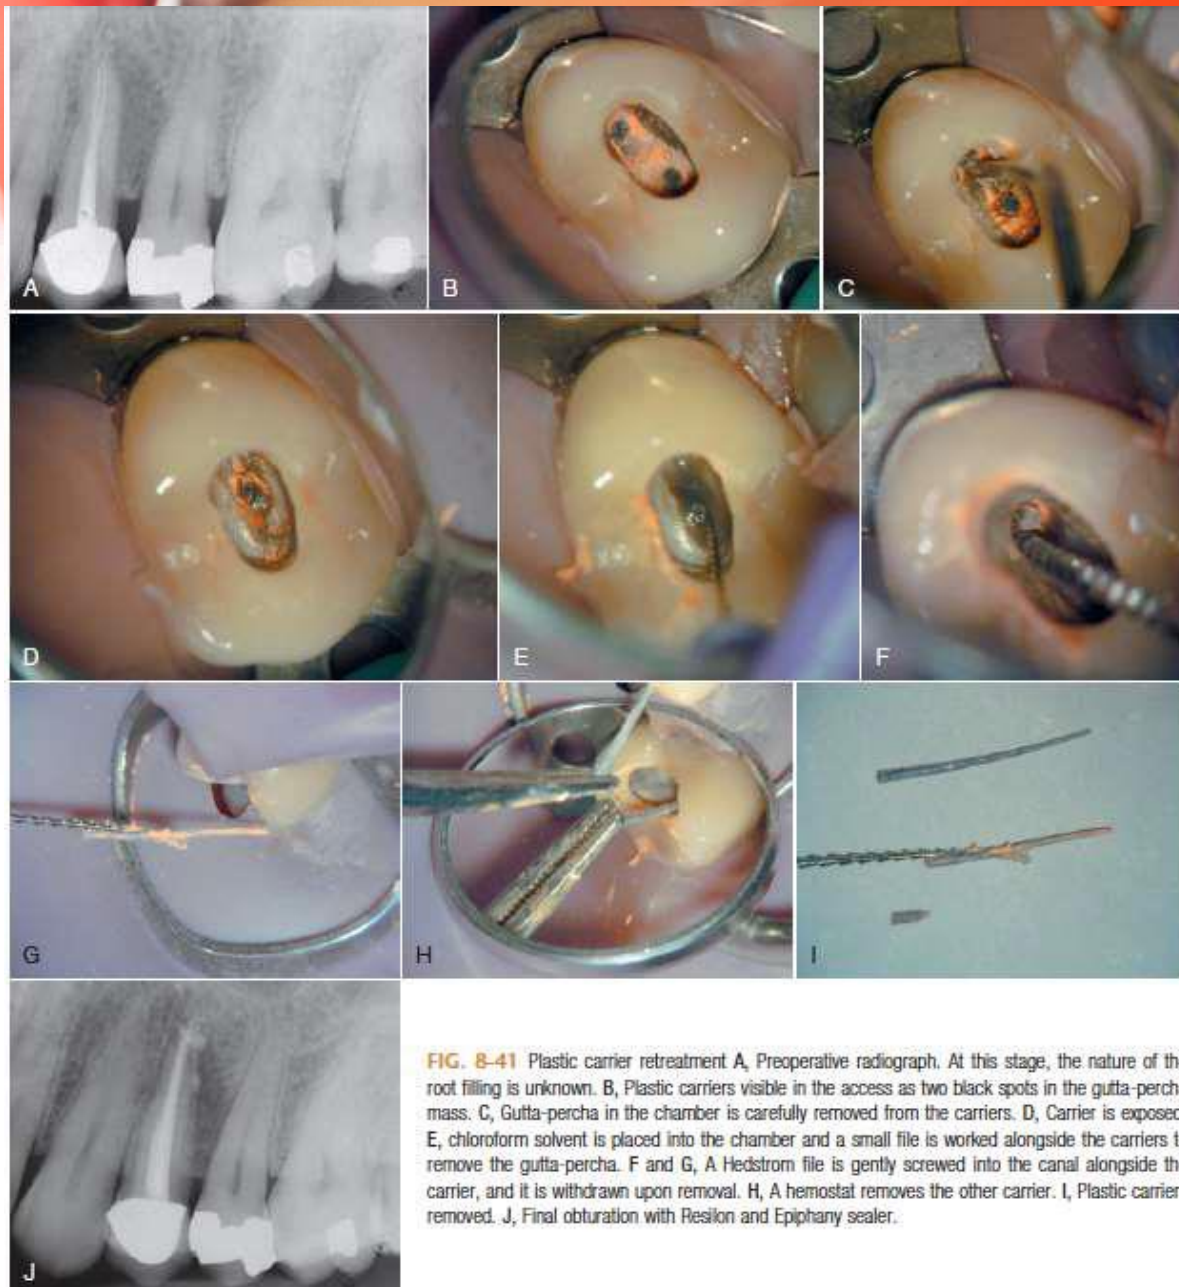 A
B
C
D
E
F
G
H
I
J
FIG. 8-41 Plastic carrier retreatment A, Preoperative radiograph. At this stage, the nature of th
root filling is unknown. B, Plastic carriers visible in the access as two black spots in the gutta-perch
mass. C, Gutta-percha in the chamber is carefully removed from the carriers. D, Carrier is exposed
E, chloroform solvent is placed into the chamber and a small file is worked alongside the carriers t
remove the gutta-percha. F and G, A Hedstrom file is gently screwed into the canal alongside th
carrier, and it is withdrawn upon removal. H, A hemostat removes the other carrier. I, Plastic carrier
removed. J, Final obturation with Resilon and Epiphany sealer.